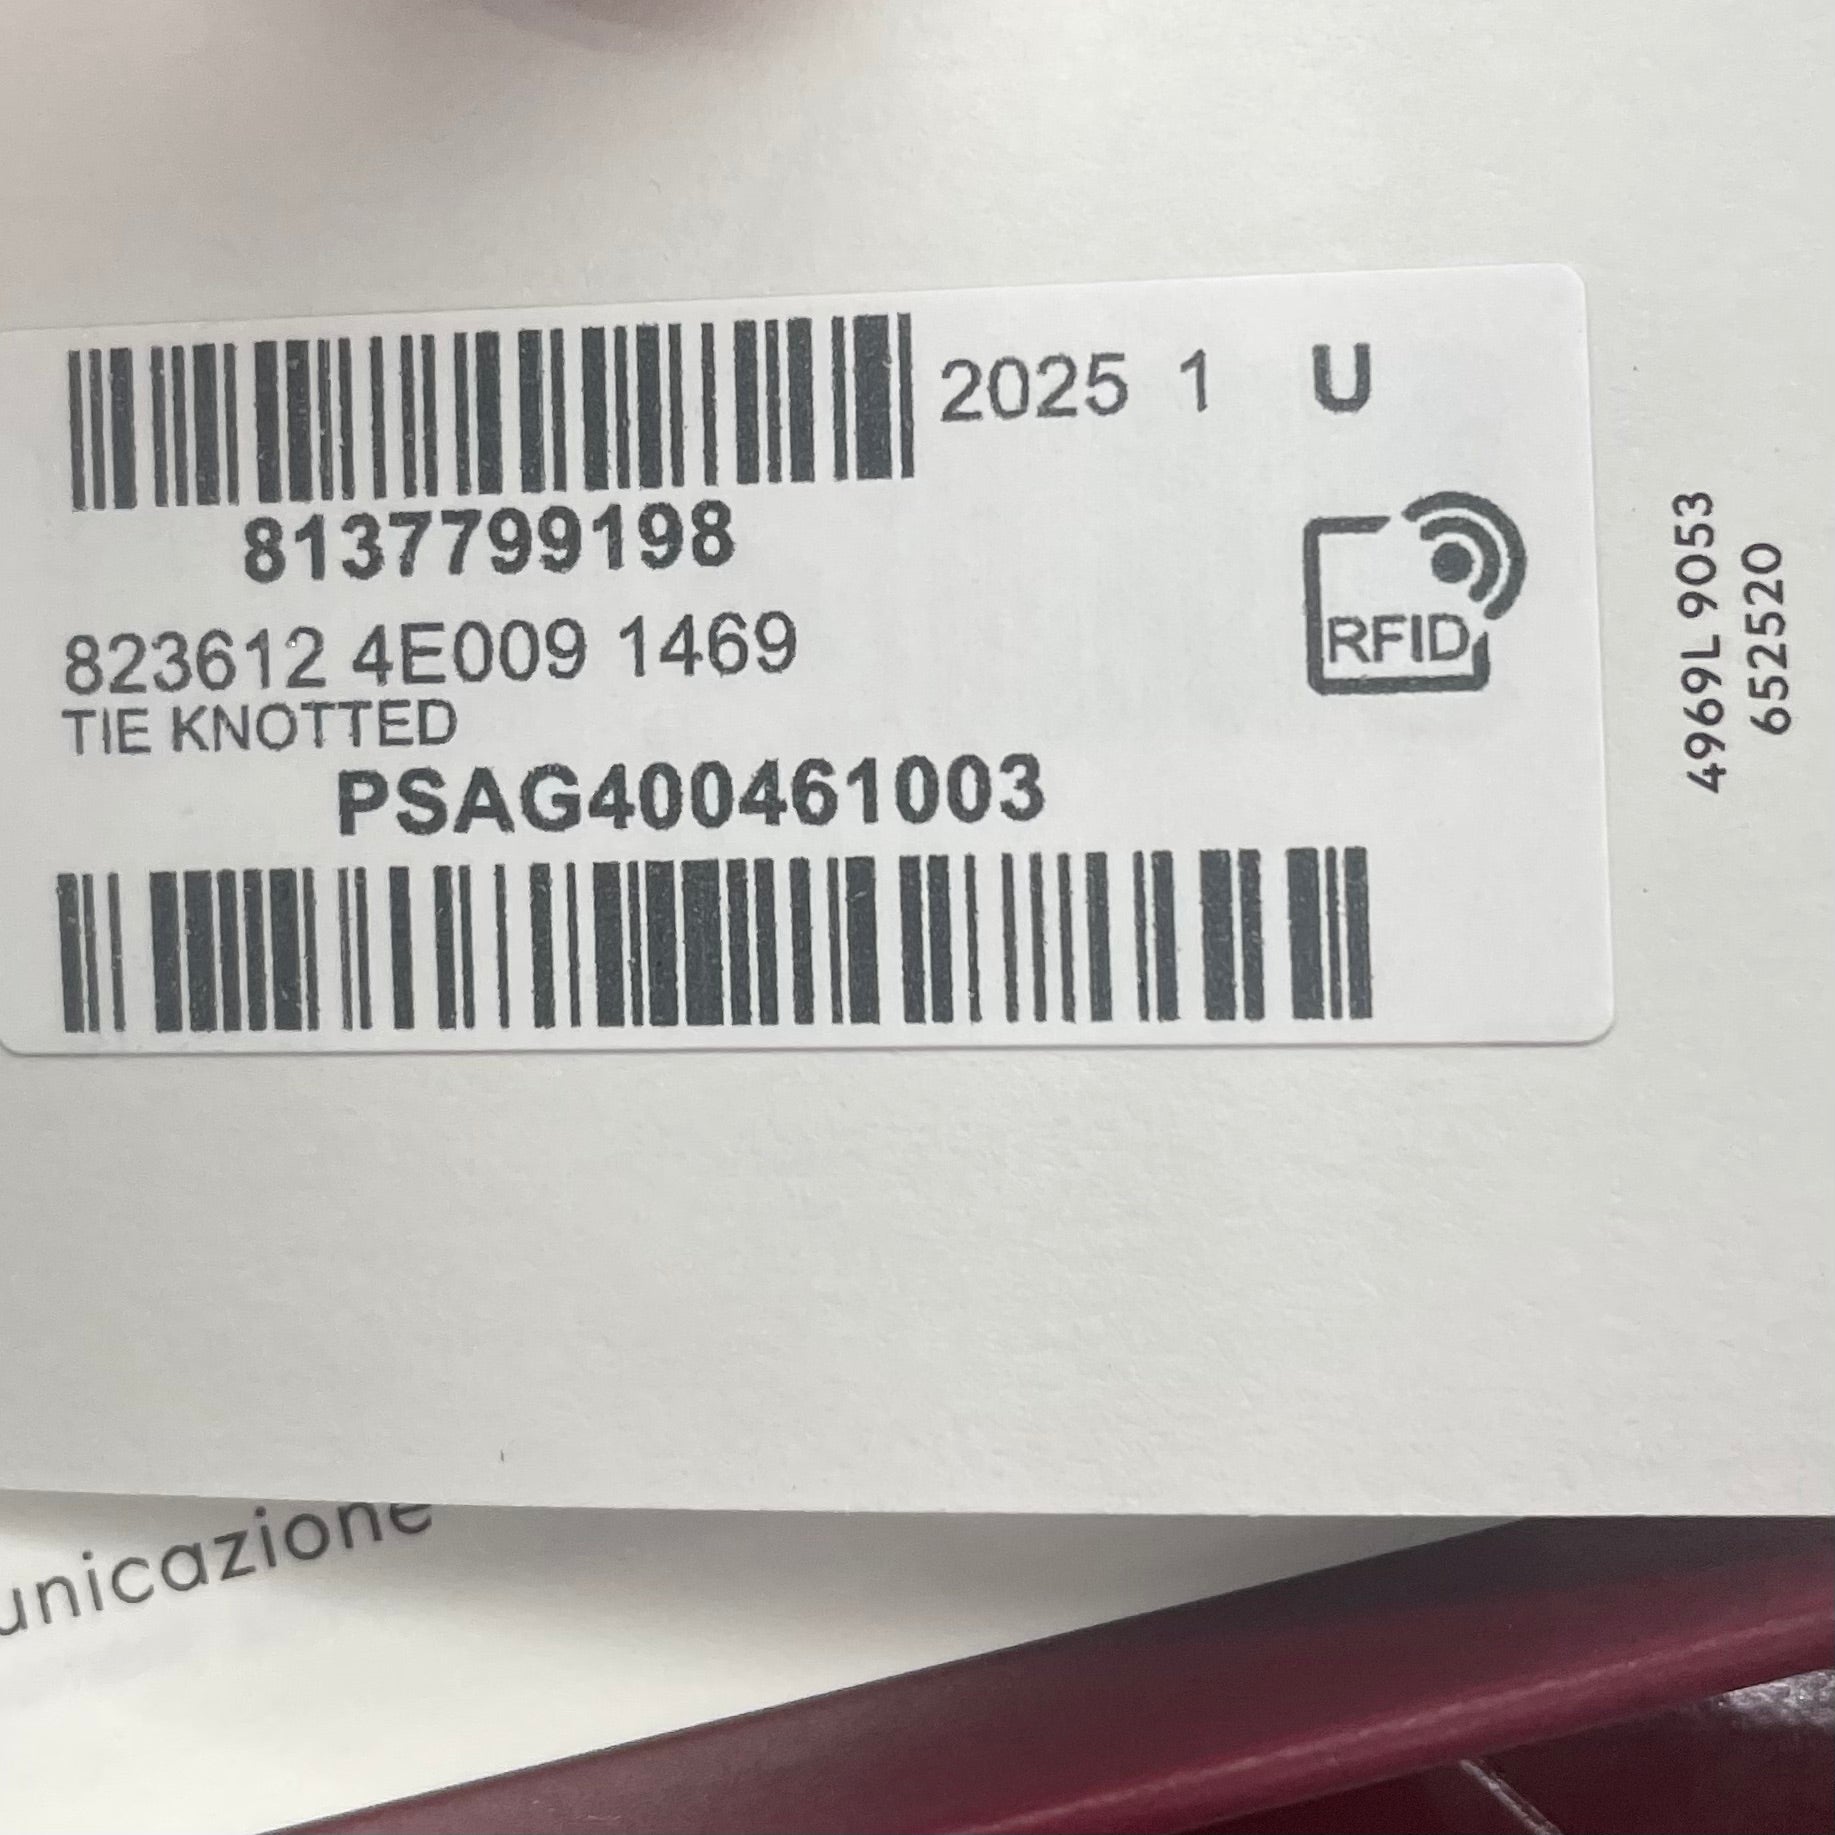 2025 1 U
8137799198
823612 4E009 1469
RFID
TIE KNOTTED
PSAG400461003
4969L 9053
652520
unicazione